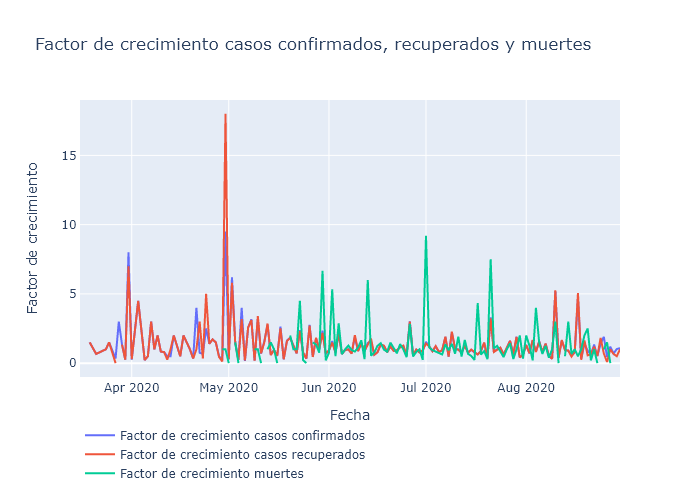 Factor de crecimiento casos confirmados, recuperados y muertes
Factor de crecimiento
15
10
5
0
Apr 2020
May 2020
Jun 2020
Jul 2020
Aug 2020
Fecha
Factor de crecimiento casos confirmados
Factor de crecimiento casos recuperados
Factor de crecimiento muertes